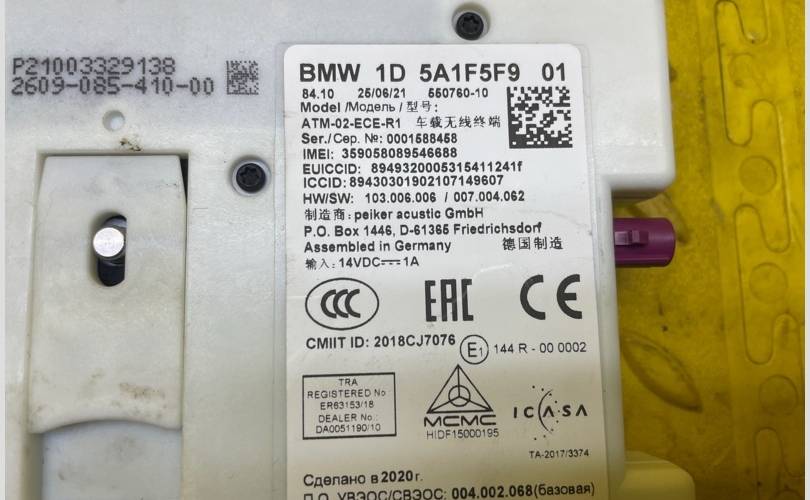 P21003329138
2609-085-410-00
BMW 1D 5A1F5F9 01
84.10 25/06/21 550760-10
Model /Модель / 型号:
ATM-02-ECE-R1 车载无线终端
Ser./ Сер. №: 0001588458
IMEI: 359058089546688
EUICCID: 8949320005315411241f
ICCID: 89430301902107149607
HW/SW: 103.006.006 / 007.004.062
制造商: peiker acustic GmbH
P.O. Box 1446, D-61365 Friedrichsdorf
Assembled in Germany 德国制造
输入: 14VDC⎓1A
CCC EAC CE
CMIIT ID: 2018CJ7076 E1 144 R - 00 0002
TRA
REGISTERED No
ER63153/18
DEALER No:
DA0051190/10
MCMC
HIDF15000195
ICASA
TA-2017/3374
Сделано в 2020г.
П.О. УВЭОС/СВЭОС: 004.002.068(базовая)